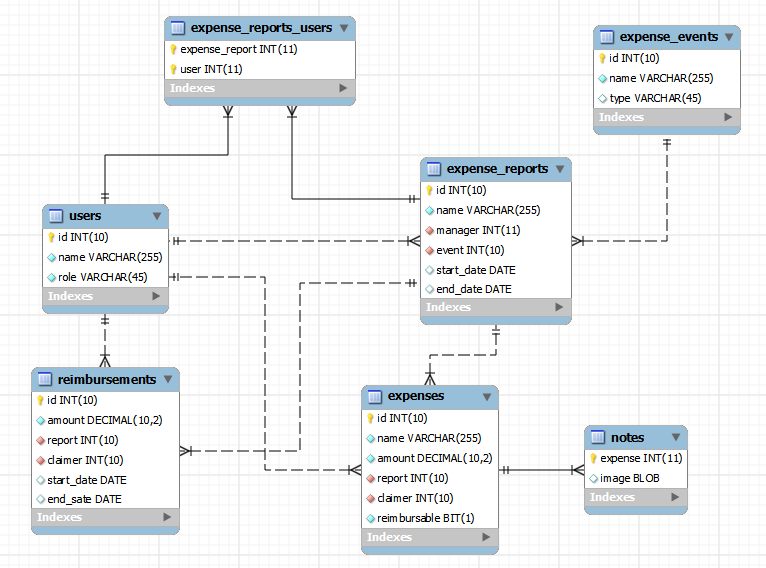 expense_reports_users
expense_report INT(11)
user INT(11)
Indexes
expense_events
id INT(10)
name VARCHAR(255)
type VARCHAR(45)
Indexes
expense_reports
id INT(10)
name VARCHAR(255)
manager INT(11)
event INT(10)
start_date DATE
end_date DATE
Indexes
users
id INT(10)
name VARCHAR(255)
role VARCHAR(45)
Indexes
reimbursements
id INT(10)
amount DECIMAL(10,2)
report INT(10)
claimer INT(10)
start_date DATE
end_sate DATE
Indexes
expenses
id INT(10)
name VARCHAR(255)
amount DECIMAL(10,2)
report INT(10)
claimer INT(10)
reimbursable BIT(1)
Indexes
notes
expense INT(11)
image BLOB
Indexes